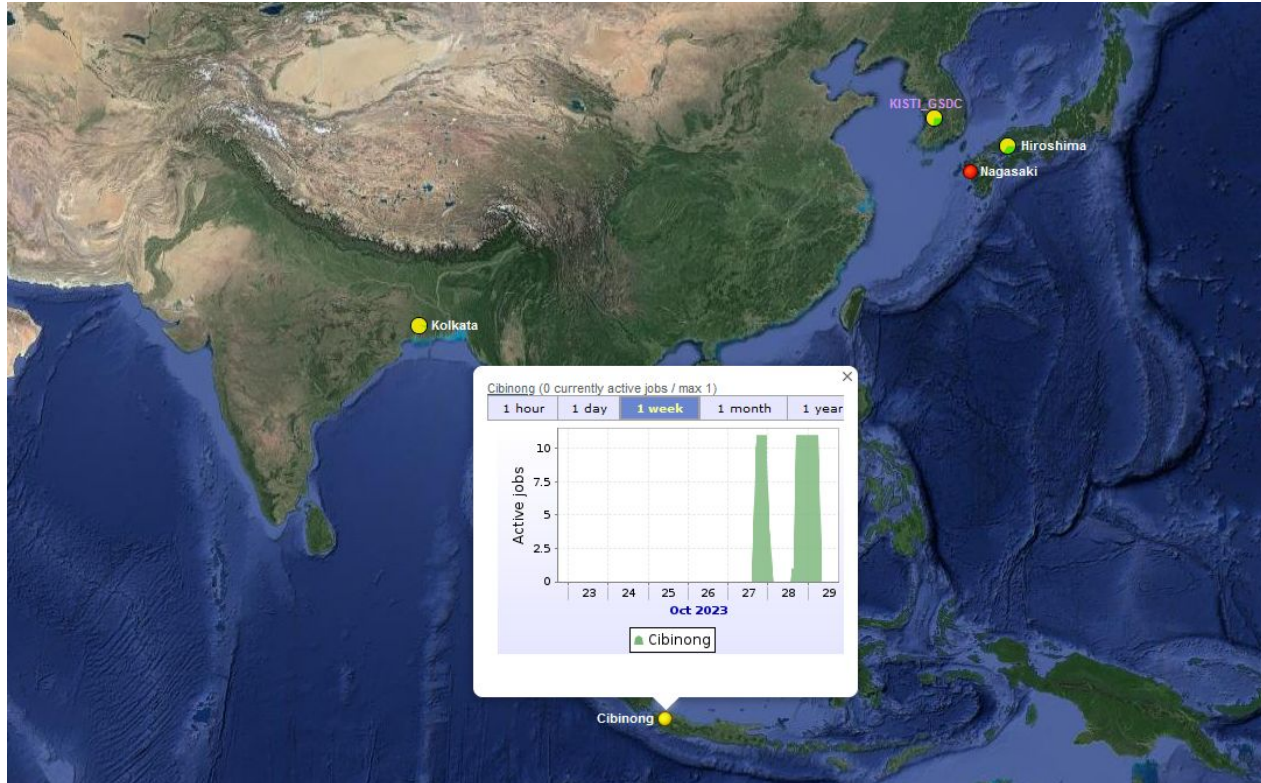 KISTI_GSDC
Hiroshima
Nagasaki
Kolkata
×
Cibinong (0 currently active jobs / max 1)
1 hour 1 day 1 week 1 month 1 year
10
7.5
5
2.5
0
Active jobs
23 24 25 26 27 28 29
Oct 2023
Cibinong
Cibinong